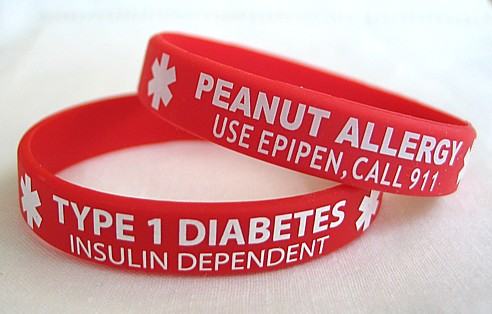 PEANUT ALLERGY
USE EPIPEN, CALL 911
TYPE 1 DIABETES
INSULIN DEPENDENT